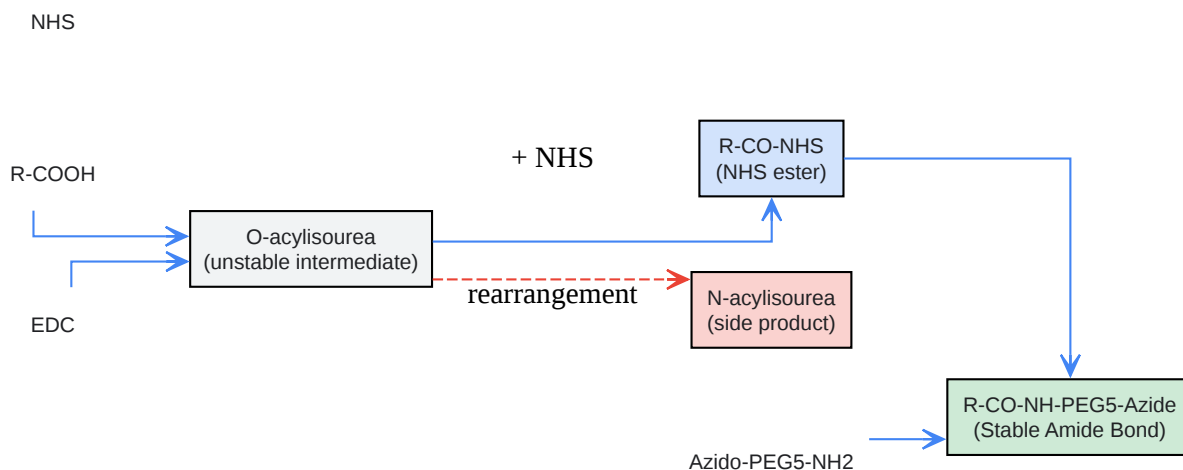 NHS
+ NHS
R-CO-NHS
(NHS ester)
R-COOH
O-acylisourea
(unstable intermediate)
rearrangement
N-acylisourea
(side product)
EDC
R-CO-NH-PEG5-Azide
(Stable Amide Bond)
Azido-PEG5-NH2